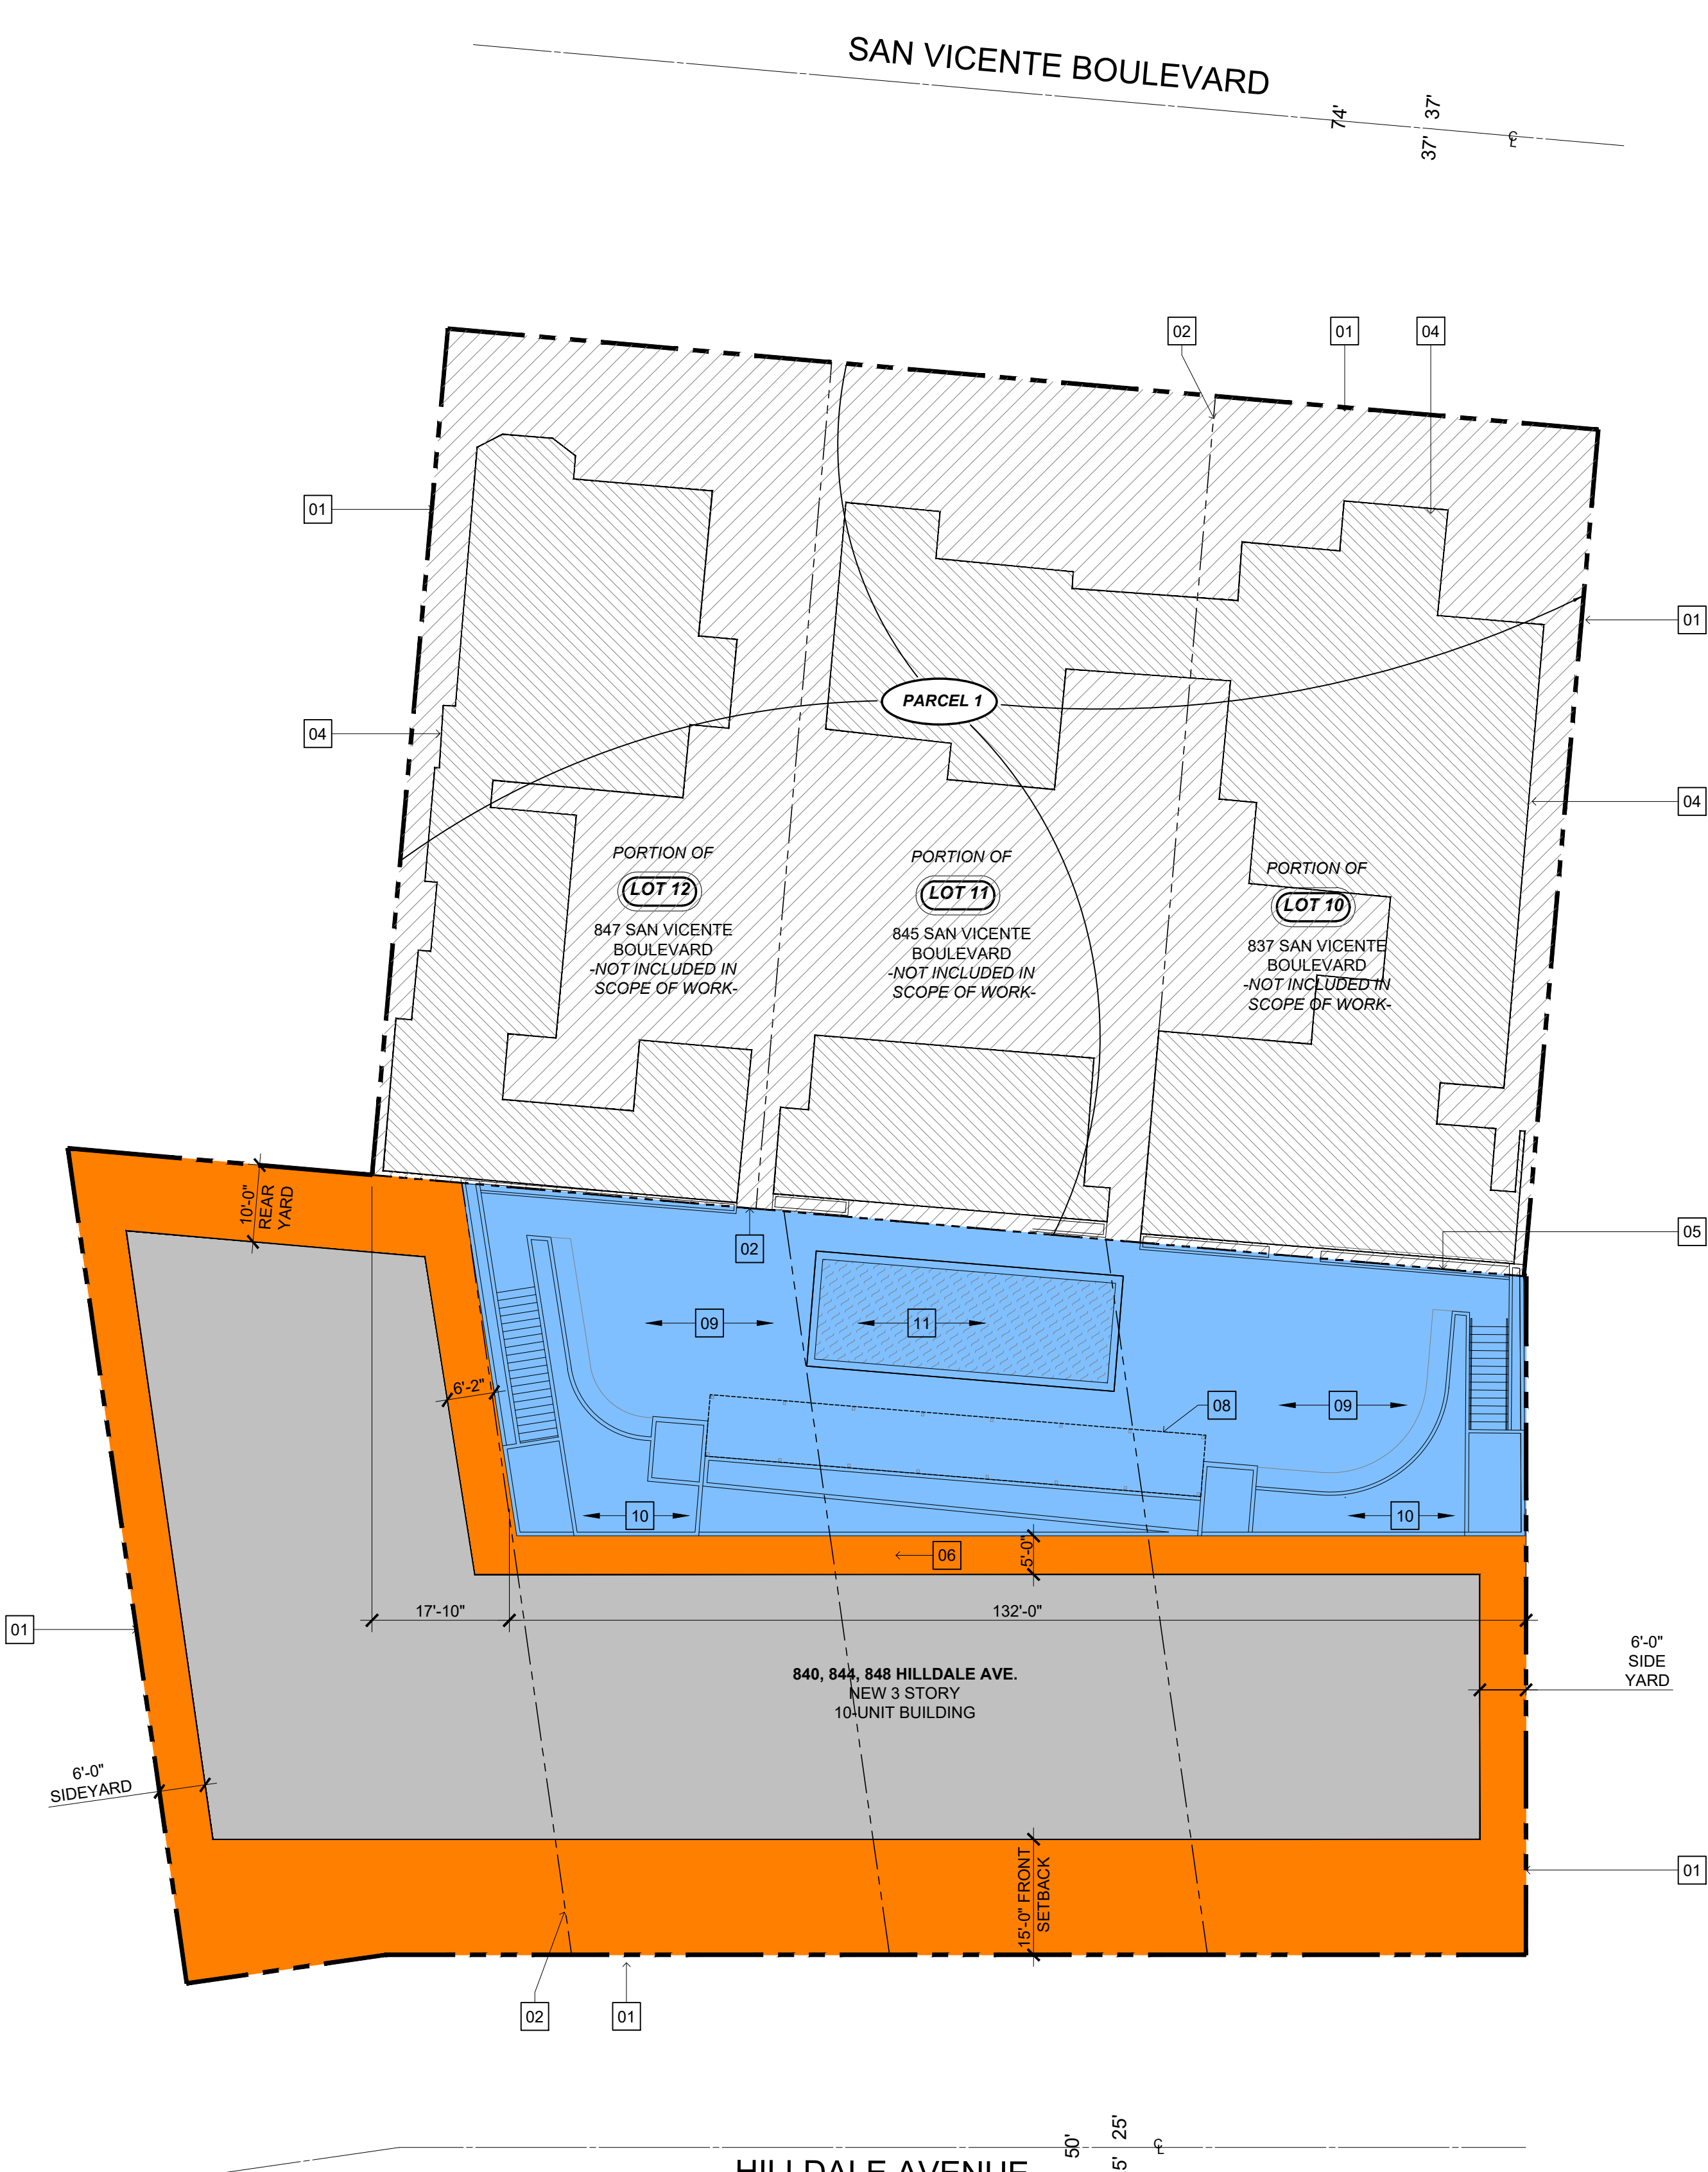 SAN VICENTE BOULEVARD
74'
37'
37'
02
01
04
01
01
PARCEL 1
04
04
PORTION OF
LOT 12
847 SAN VICENTE
BOULEVARD
-NOT INCLUDED IN
SCOPE OF WORK-
PORTION OF
LOT 11
845 SAN VICENTE
BOULEVARD
-NOT INCLUDED IN
SCOPE OF WORK-
PORTION OF
LOT 10
837 SAN VICENTE
BOULEVARD
-NOT INCLUDED IN
SCOPE OF WORK-
10'-0"
REAR
YARD
02
05
09
11
6'-2"
08
09
10
10
06
5'-0"
17'-10"
132'-0"
01
840, 844, 848 HILLDALE AVE.
NEW 3 STORY
10-UNIT BUILDING
6'-0"
SIDE
YARD
6'-0"
SIDEYARD
15'-0" FRONT
SETBACK
01
02
01
50'
25'
5'
HILLDALE AVENUE